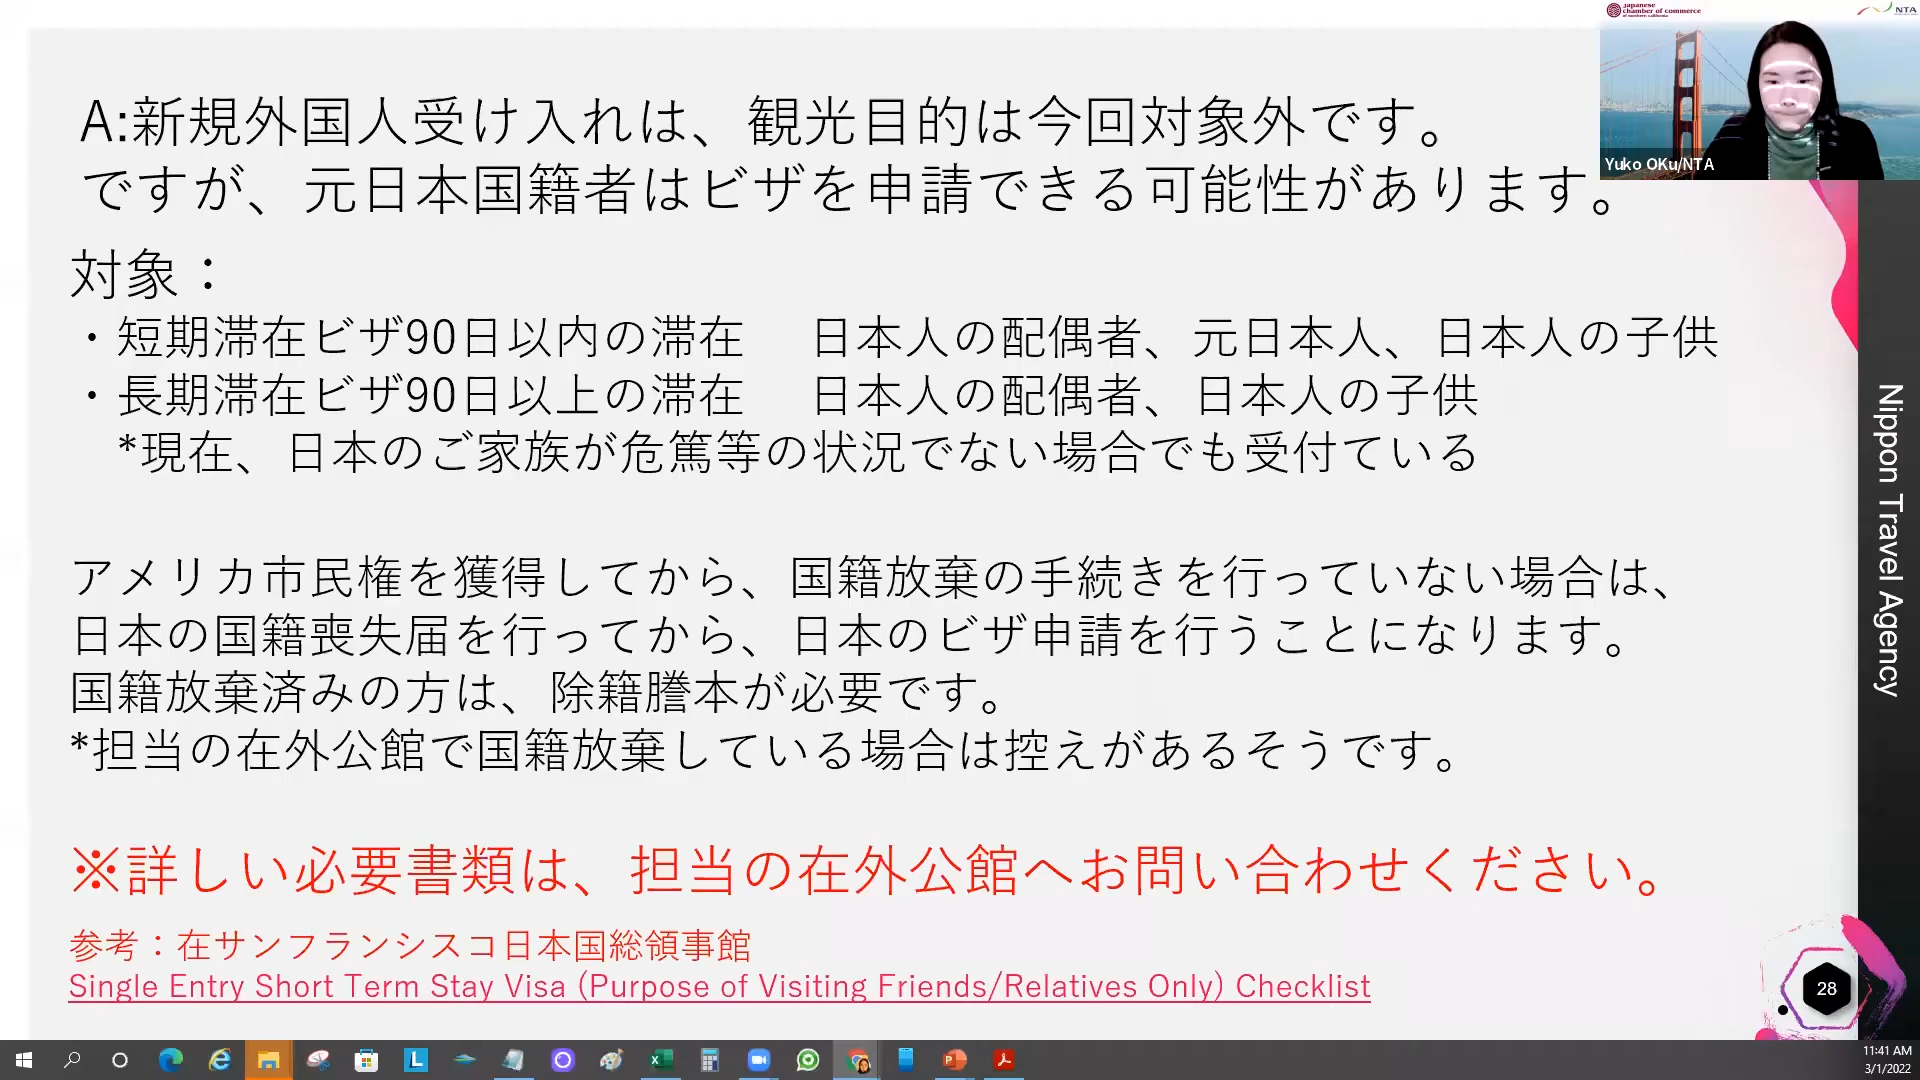 japanese
chamber of commerce
of northern california
NTA
Yuko OKu/NTA
A:新規外国人受け入れは、観光目的は今回対象外です。
ですが、元日本国籍者はビザを申請できる可能性があります。
対象：
・短期滞在ビザ90日以内の滞在　日本人の配偶者、元日本人、日本人の子供
・長期滞在ビザ90日以上の滞在　日本人の配偶者、日本人の子供
*現在、日本のご家族が危篤等の状況でない場合でも受付ている
アメリカ市民権を獲得してから、国籍放棄の手続きを行っていない場合は、
日本の国籍喪失届を行ってから、日本のビザ申請を行うことになります。
国籍放棄済みの方は、除籍謄本が必要です。
*担当の在外公館で国籍放棄している場合は控えがあるそうです。
※詳しい必要書類は、担当の在外公館へお問い合わせください。
参考：在サンフランシスコ日本国総領事館
Single Entry Short Term Stay Visa (Purpose of Visiting Friends/Relatives Only) Checklist
Nippon Travel Agency
28
11:41 AM
3/1/2022